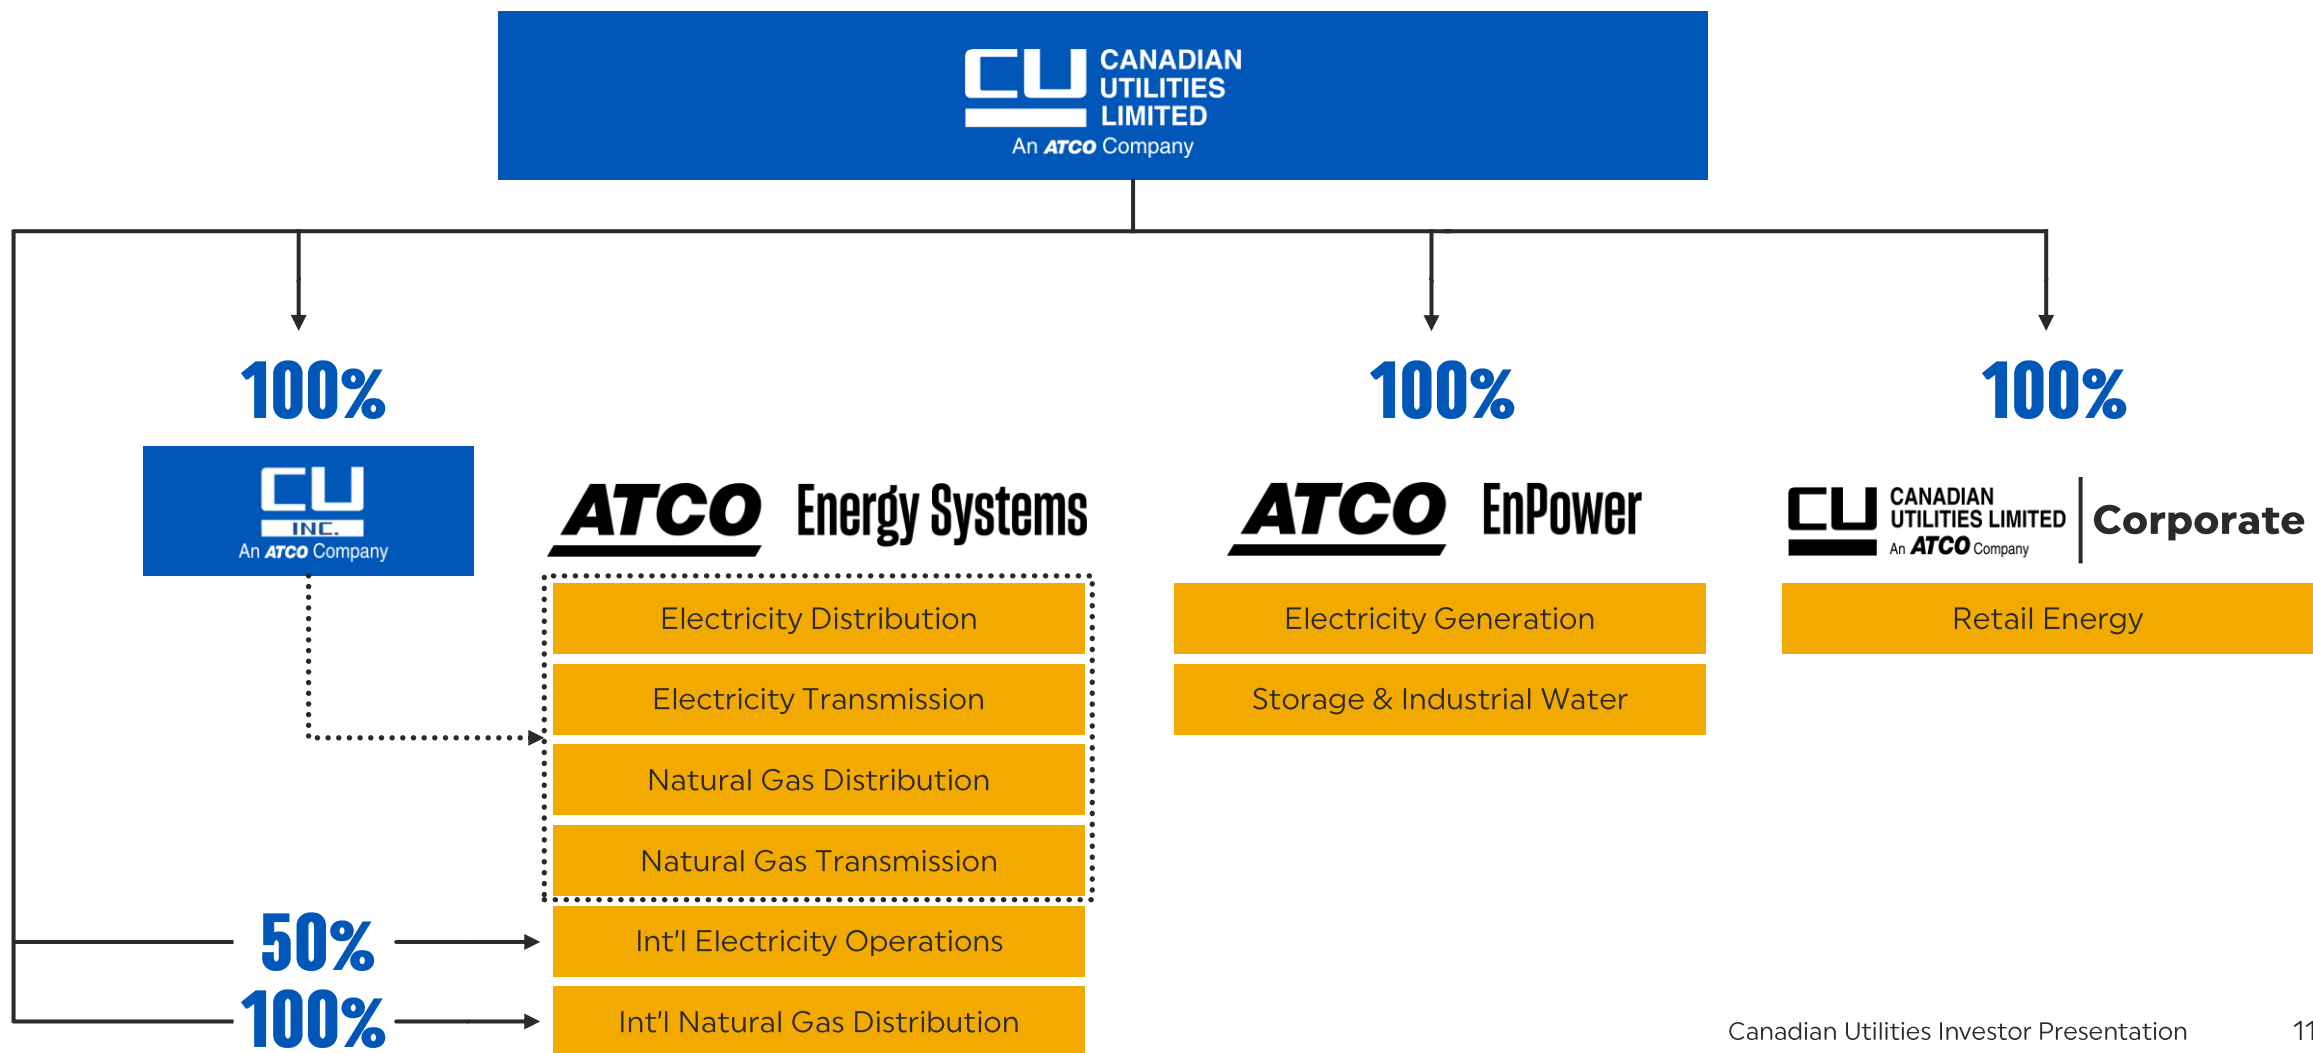 CU CANADIAN
UTILITIES
LIMITED
An ATCO Company
100%
100%
100%
CU
INC.
An ATCO Company
ATCO Energy Systems
ATCO EnPower
CU CANADIAN
UTILITIES LIMITED
An ATCO Company
Corporate
Electricity Distribution
Electricity Transmission
Natural Gas Distribution
Natural Gas Transmission
Int'l Electricity Operations
Int'l Natural Gas Distribution
Electricity Generation
Storage & Industrial Water
Retail Energy
50%
100%
Canadian Utilities Investor Presentation 11